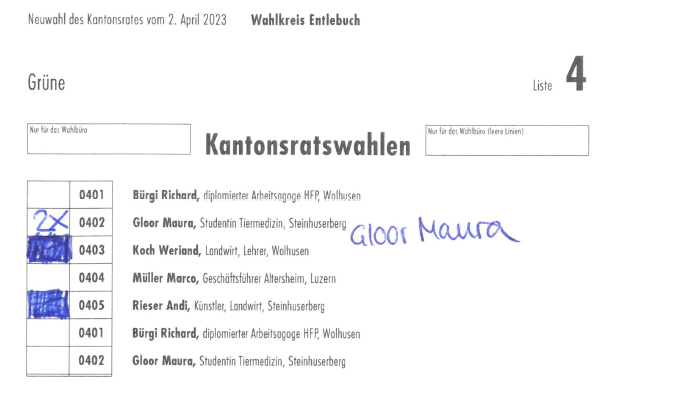 Neuwahl des Kantonsrates vom 2. April 2023 Wahlkreis Entlebuch
Grüne
Liste 4
Nur für das Wahlbüro
Kantonsratswahlen
Nur für das Wahlbüro (leere Linien)
0401 Bürgi Richard, diplomierter Arbeitsagoge HFP, Wolhusen
2x 0402 Gloor Maura, Studentin Tiermedizin, Steinhuserberg Gloor Maura
0403 Koch Weriand, Landwirt, Lehrer, Wolhusen
0404 Müller Marco, Geschäftsführer Altersheim, Luzern
0405 Rieser Andi, Künstler, Landwirt, Steinhuserberg
0401 Bürgi Richard, diplomierter Arbeitsagoge HFP, Wolhusen
0402 Gloor Maura, Studentin Tiermedizin, Steinhuserberg